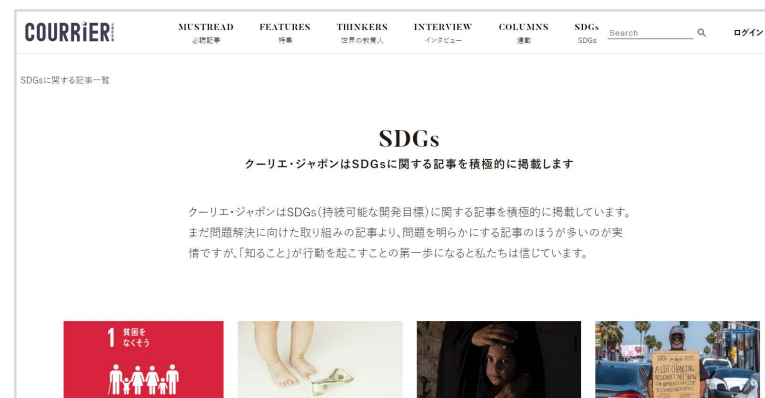 COURRiER
MUSTREAD FEATURES THINKERS INTERVIEW COLUMNS SDGs Search ログイン
必読記事 特集 世界の教養人 インタビュー 連載 SDGs
SDGsに関する記事一覧
SDGs
クーリエ・ジャポンはSDGsに関する記事を積極的に掲載します
クーリエ・ジャポンはSDGs(持続可能な開発目標)に関する記事を積極的に掲載しています。
まだ問題解決に向けた取り組みの記事より、問題を明らかにする記事のほうが多いのが実
情ですが、「知ること」が行動を起こすことの第一歩になると私たちは信じています。
1 貧困を
なくそう
A LIFE CHANGING